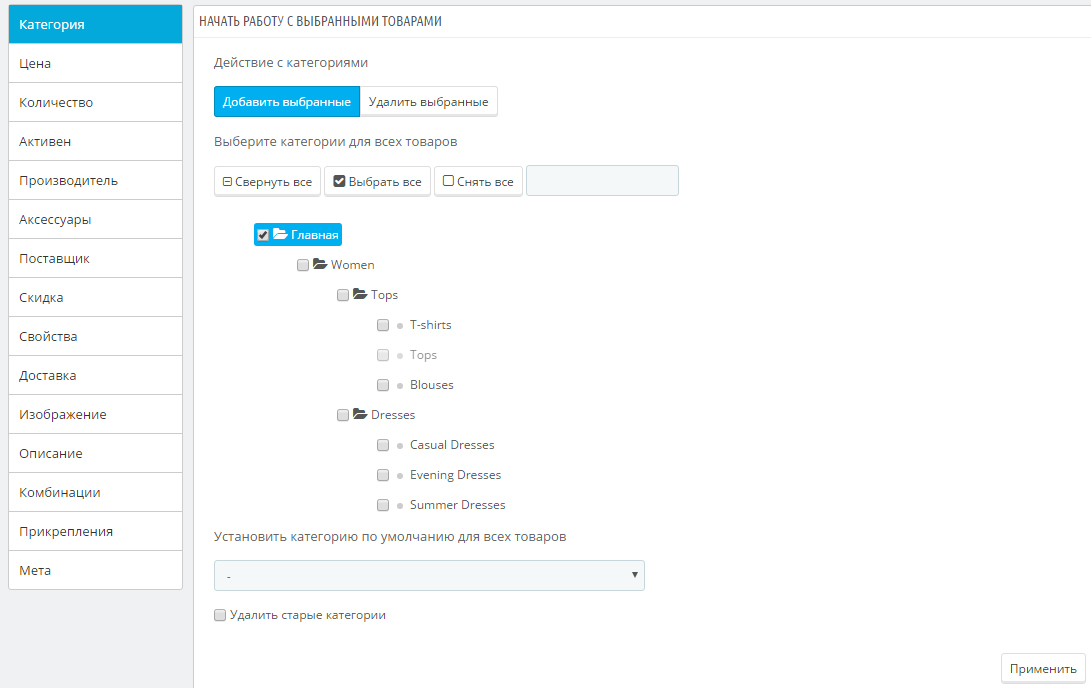 Категория
Цена
Количество
Активен
Производитель
Аксессуары
Поставщик
Скидка
Свойства
Доставка
Изображение
Описание
Комбинации
Прикрепления
Мета
НАЧАТЬ РАБОТУ С ВЫБРАННЫМИ ТОВАРАМИ
Действие с категориями
Добавить выбранные Удалить выбранные
Выберите категории для всех товаров
Свернуть все Выбрать все Снять все
Главная
Women
Tops
T-shirts
Tops
Blouses
Dresses
Casual Dresses
Evening Dresses
Summer Dresses
Установить категорию по умолчанию для всех товаров
-
Удалить старые категории
Применить